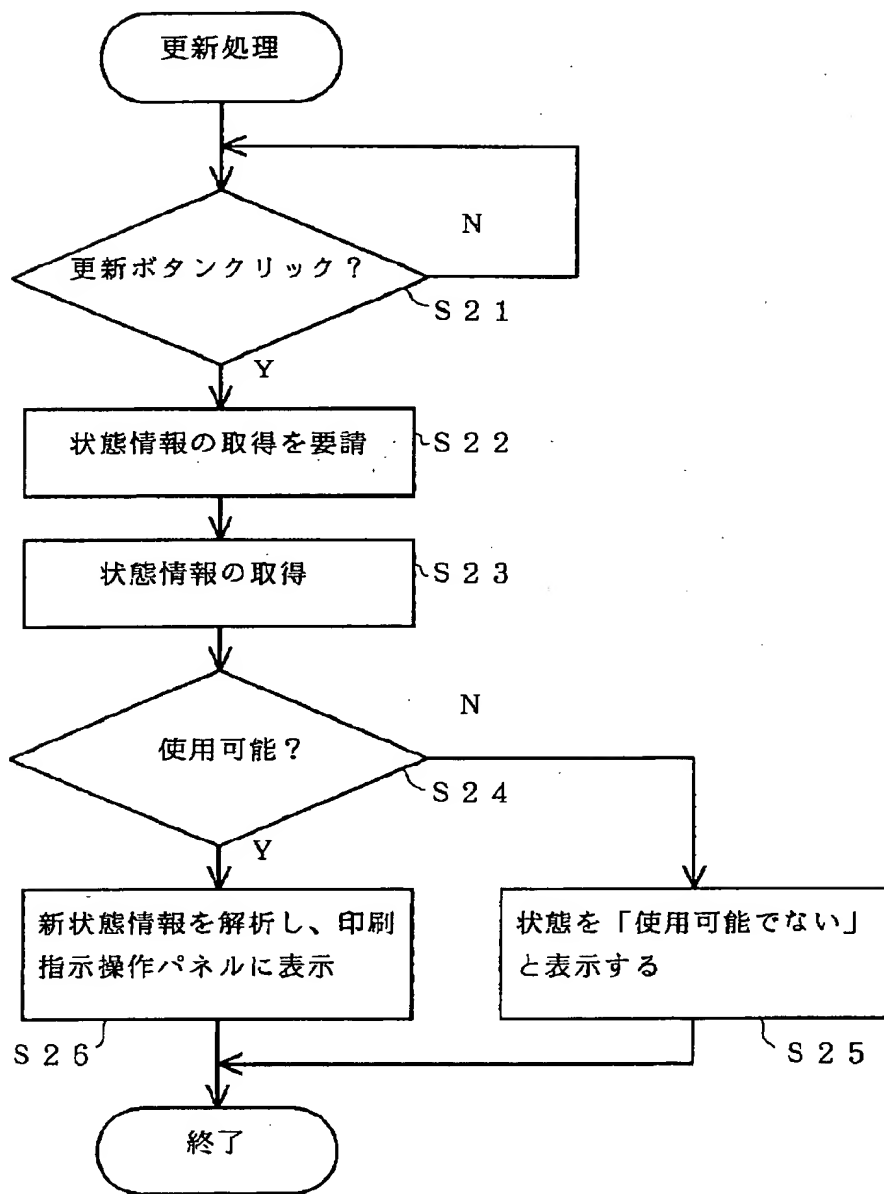 更新処理
N
更新ボタンクリック？
S21
Y
状態情報の取得を要請
S22
状態情報の取得
S23
N
使用可能？
S24
Y
新状態情報を解析し、印刷
指示操作パネルに表示
S26
状態を「使用可能でない」
と表示する
S25
終了